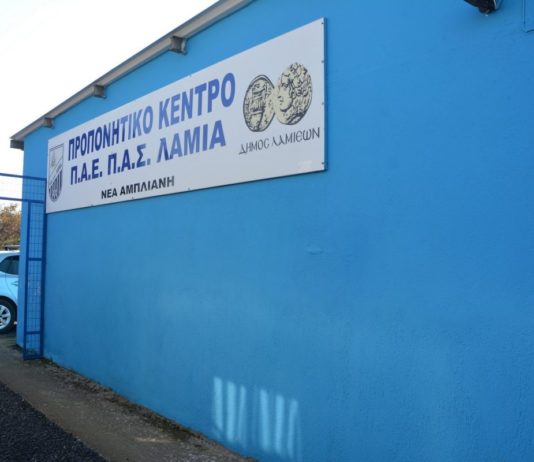 ΠΡΟΠΟΝΗΤΙΚΟ ΚΕΝΤΡΟ
Π.Α.Ε. Π.Α.Σ. ΛΑΜΙΑ
ΝΕΑ ΑΜΠΛΙΑΝΗ
ΔΗΜΟΣ ΛΑΜΙΕΩΝ